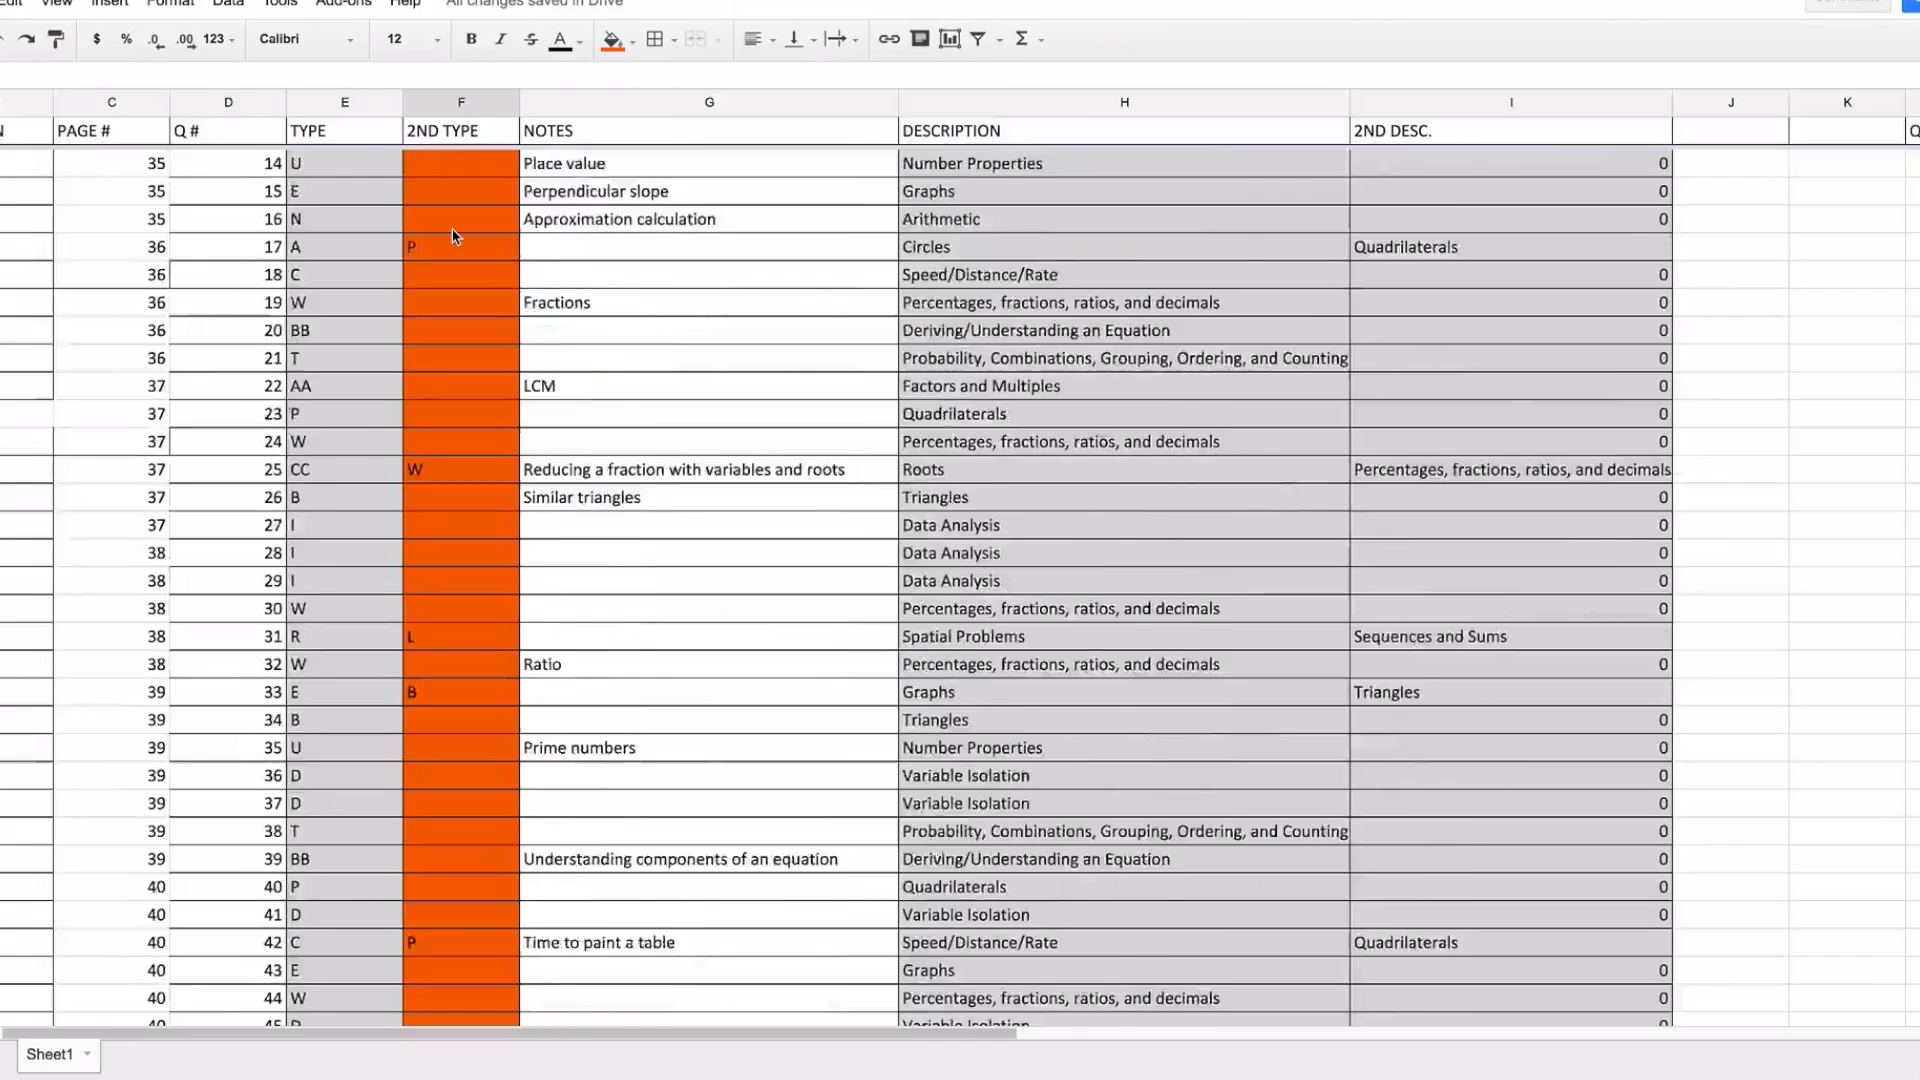 Edit View Insert Format Data Tools Add-ons Help All changes saved in Drive
$ % .0 .00 123 Calibri 12 B I S A Σ
C D E F G H I J K
N PAGE # Q # TYPE 2ND TYPE NOTES DESCRIPTION 2ND DESC. Q
35 14 U Place value Number Properties 0
35 15 E Perpendicular slope Graphs 0
35 16 N Approximation calculation Arithmetic 0
36 17 A P Circles Quadrilaterals
36 18 C Speed/Distance/Rate 0
36 19 W Fractions Percentages, fractions, ratios, and decimals 0
36 20 BB Deriving/Understanding an Equation 0
36 21 T Probability, Combinations, Grouping, Ordering, and Counting 0
37 22 AA LCM Factors and Multiples 0
37 23 P Quadrilaterals 0
37 24 W Percentages, fractions, ratios, and decimals 0
37 25 CC W Reducing a fraction with variables and roots Roots Percentages, fractions, ratios, and decimals
37 26 B Similar triangles Triangles 0
37 27 I Data Analysis 0
38 28 I Data Analysis 0
38 29 I Data Analysis 0
38 30 W Percentages, fractions, ratios, and decimals 0
38 31 R L Spatial Problems Sequences and Sums
38 32 W Ratio Percentages, fractions, ratios, and decimals 0
39 33 E B Graphs Triangles
39 34 B Triangles 0
39 35 U Prime numbers Number Properties 0
39 36 D Variable Isolation 0
39 37 D Variable Isolation 0
39 38 T Probability, Combinations, Grouping, Ordering, and Counting 0
39 39 BB Understanding components of an equation Deriving/Understanding an Equation 0
40 40 P Quadrilaterals 0
40 41 D Variable Isolation 0
40 42 C P Time to paint a table Speed/Distance/Rate Quadrilaterals
40 43 E Graphs 0
40 44 W Percentages, fractions, ratios, and decimals 0
40 45 D Variable Isolation 0
Sheet1